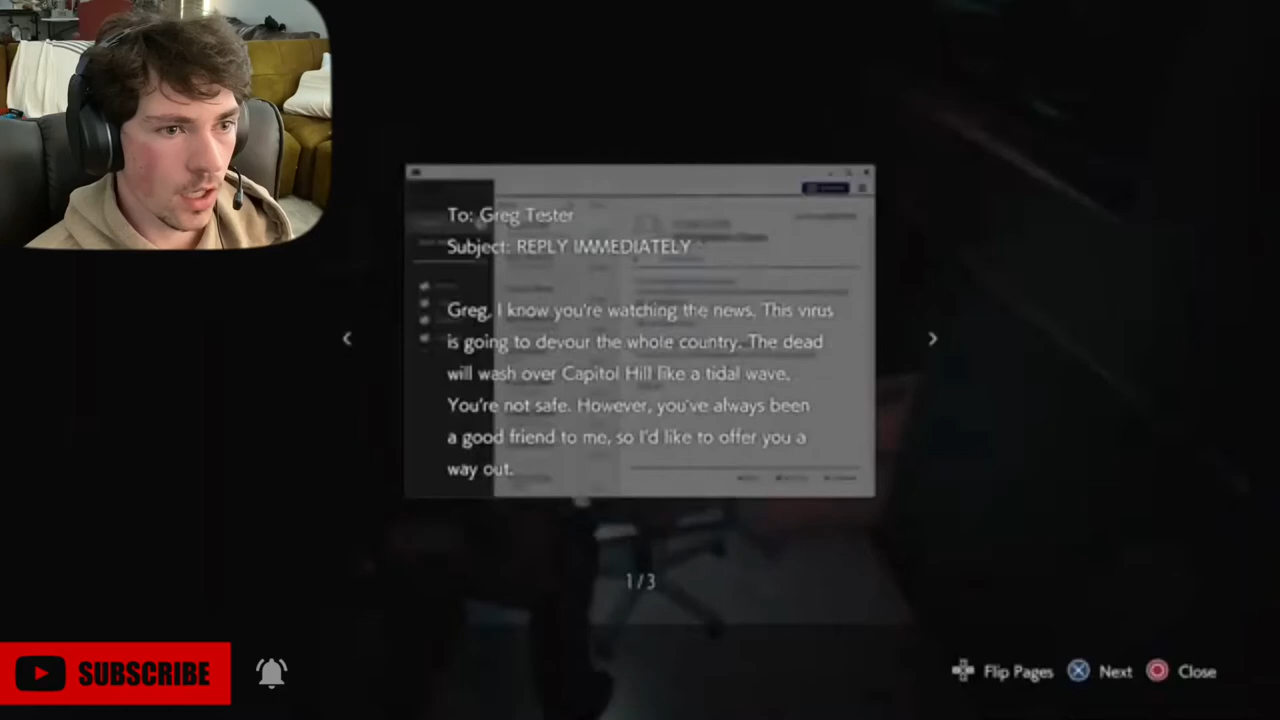 To: Greg Tester
Subject: REPLY IMMEDIATELY
Greg, I know you're watching the news. This virus
is going to devour the whole country. The dead
will wash over Capitol Hill like a tidal wave.
You're not safe. However, you've always been
a good friend to me, so I'd like to offer you a
way out.
1/3
SUBSCRIBE
Flip Pages Next Close